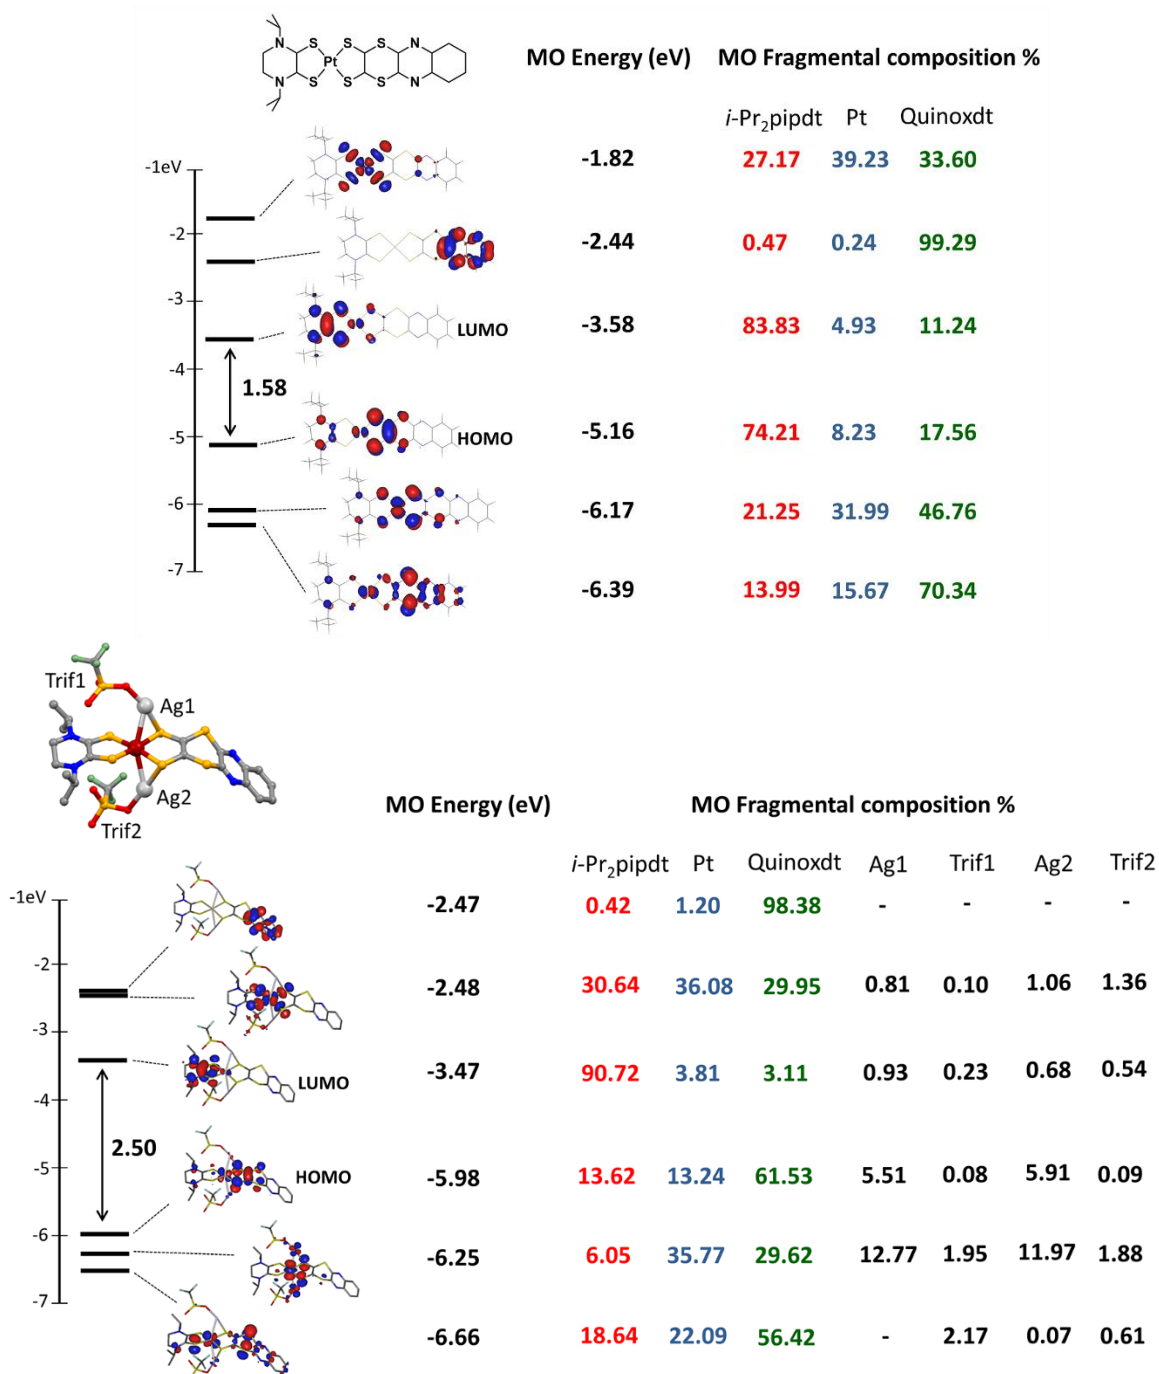 MO Energy (eV) MO Fragmental composition %
N S S S N
Pt
N S S S N
i-Pr2pipdt Pt Quinoxdt
-1eV -1.82 27.17 39.23 33.60
-2 -2.44 0.47 0.24 99.29
-3
LUMO -3.58 83.83 4.93 11.24
-4
1.58
-5 HOMO -5.16 74.21 8.23 17.56
-6 -6.17 21.25 31.99 46.76
-7 -6.39 13.99 15.67 70.34
Trif1
Ag1
Ag2
Trif2
MO Energy (eV) MO Fragmental composition %
i-Pr2pipdt Pt Quinoxdt Ag1 Trif1 Ag2 Trif2
-1eV -2.47 0.42 1.20 98.38 - - - -
-2 -2.48 30.64 36.08 29.95 0.81 0.10 1.06 1.36
-3
LUMO -3.47 90.72 3.81 3.11 0.93 0.23 0.68 0.54
-4
2.50
-5 HOMO -5.98 13.62 13.24 61.53 5.51 0.08 5.91 0.09
-6 -6.25 6.05 35.77 29.62 12.77 1.95 11.97 1.88
-7 -6.66 18.64 22.09 56.42 - 2.17 0.07 0.61